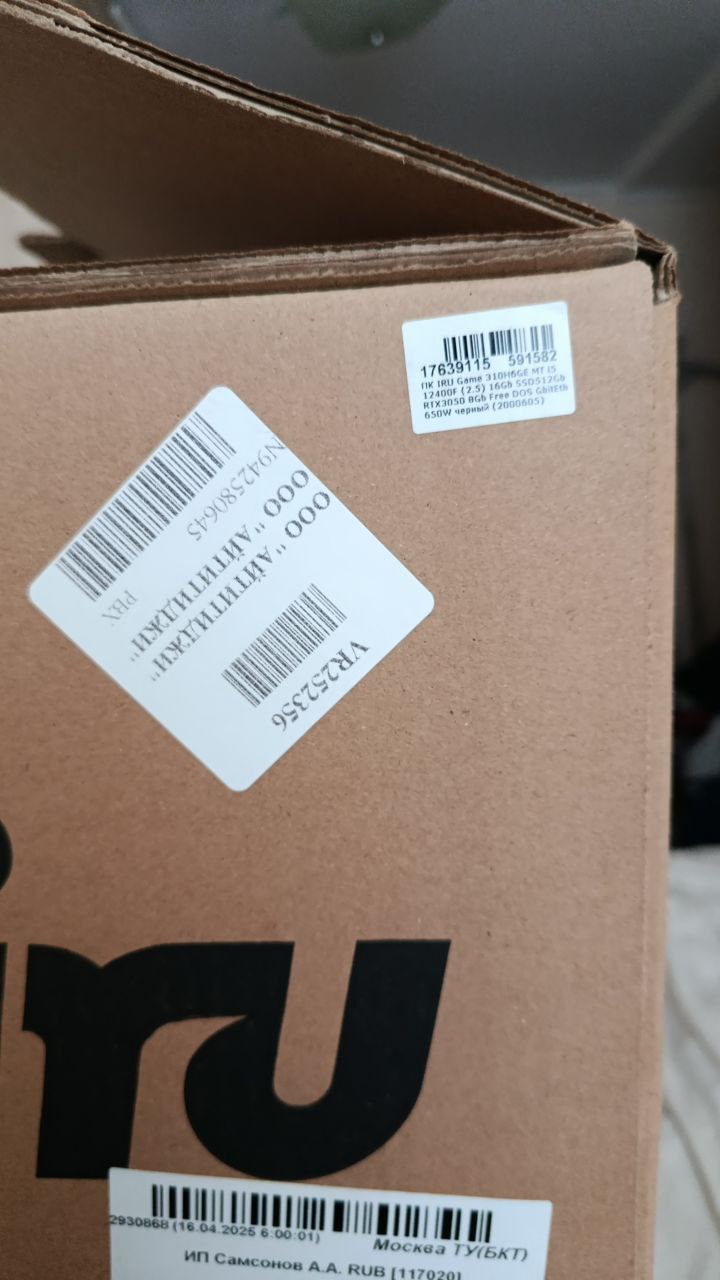 17639115 591582
ПК IRU Game 310H6GE MT i5
12400F (2.5) 16Gb SSD512Gb
RTX3050 8Gb Free DOS GbitEth
650W черный (2000605)
N942580645
ООО "АЙТИТИДЖИ"
ООО "АЙТИТИДЖИ"
VR252356
iru
2930868 (16.04.2025 6:00:01)
Москва ТУ(БКТ)
ИП Самсонов А.А. RUB [117020]